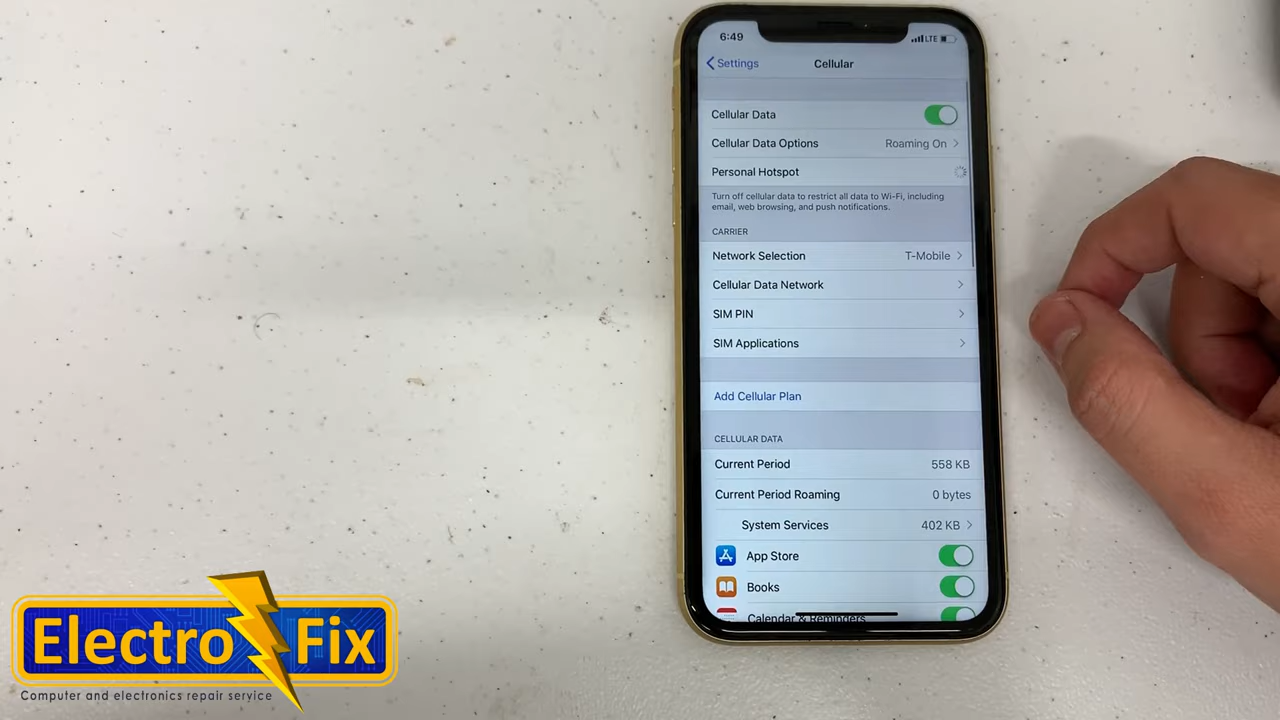 6:49
LTE
Settings
Cellular
Cellular Data
Cellular Data Options Roaming On
Personal Hotspot
Turn off cellular data to restrict all data to Wi-Fi, including
email, web browsing, and push notifications.
CARRIER
Network Selection T-Mobile
Cellular Data Network
SIM PIN
SIM Applications
Add Cellular Plan
CELLULAR DATA
Current Period 558 KB
Current Period Roaming 0 bytes
System Services 402 KB
App Store
Books
Calendar & Reminders
Electro Fix
Computer and electronics repair service